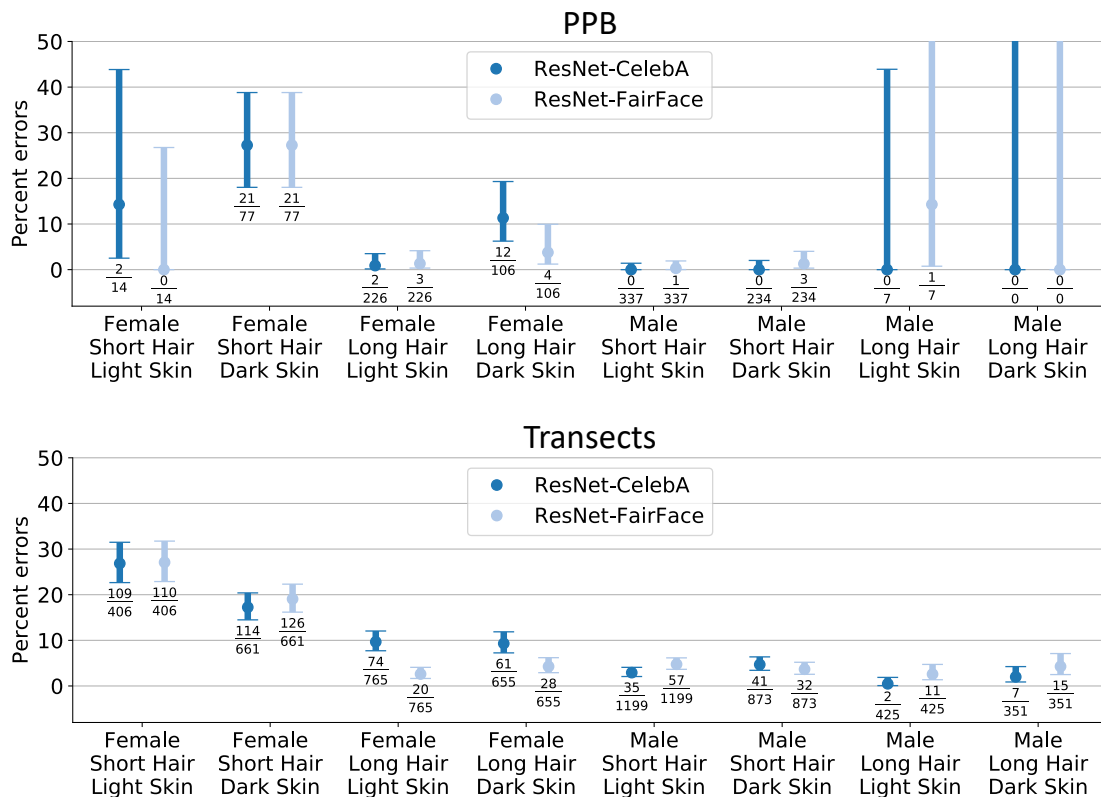 PPB
Percent errors
50
40
30
20
10
0
ResNet-CelebA
ResNet-FairFace
2
14
0
14
21
77
21
77
2
226
3
226
12
106
4
106
0
337
1
337
0
234
3
234
0
7
1
7
0
0
0
0
Female
Short Hair
Light Skin
Female
Short Hair
Dark Skin
Female
Long Hair
Light Skin
Female
Long Hair
Dark Skin
Male
Short Hair
Light Skin
Male
Short Hair
Dark Skin
Male
Long Hair
Light Skin
Male
Long Hair
Dark Skin
Transects
Percent errors
50
40
30
20
10
0
ResNet-CelebA
ResNet-FairFace
109
406
110
406
114
661
126
661
74
765
20
765
61
655
28
655
35
1199
57
1199
41
873
32
873
2
425
11
425
7
351
15
351
Female
Short Hair
Light Skin
Female
Short Hair
Dark Skin
Female
Long Hair
Light Skin
Female
Long Hair
Dark Skin
Male
Short Hair
Light Skin
Male
Short Hair
Dark Skin
Male
Long Hair
Light Skin
Male
Long Hair
Dark Skin